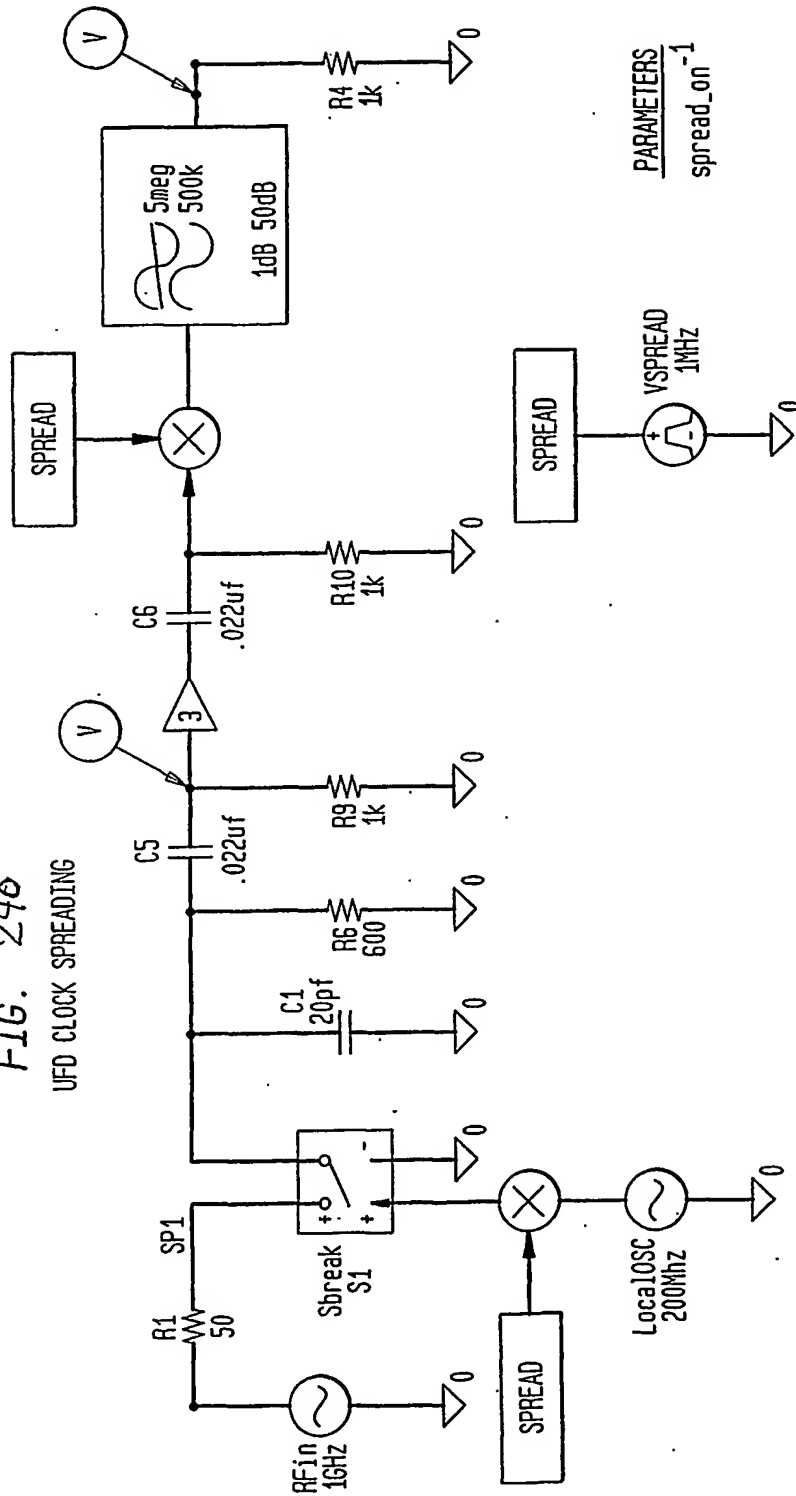 FIG. 240
UFD CLOCK SPREADING
RFin
1GHz
0
R1
50
SP1
+
+
-
Sbreak
S1
0
SPREAD
LocalOSC
200Mhz
0
C1
20pf
0
R6
600
0
C5
.022uf
V
R9
1k
0
3
C6
.022uf
R10
1k
0
SPREAD
5meg
500k
1dB 50dB
V
R4
1k
0
SPREAD
VSPREAD
1MHz
+
-
0
PARAMETERS
spread_on-1